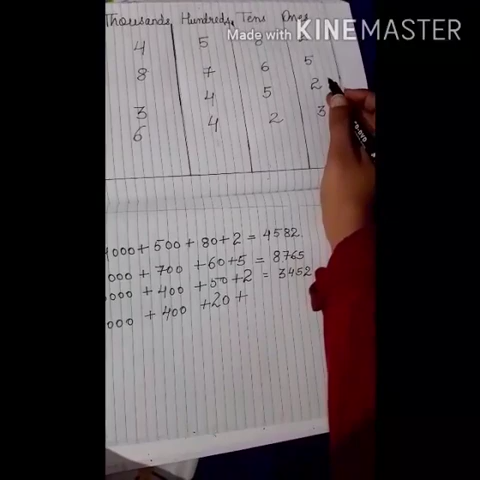 Thousands Hundreds Tens Ones
Made with KINEMASTER
4 5 8
8 7 6 5
3 4 5 2
6 4 2 3
4000 + 500 + 80 + 2 = 4582.
000 + 700 + 60 + 5 = 8765
000 + 400 + 50 + 2 = 3452
000 + 400 + 20 +